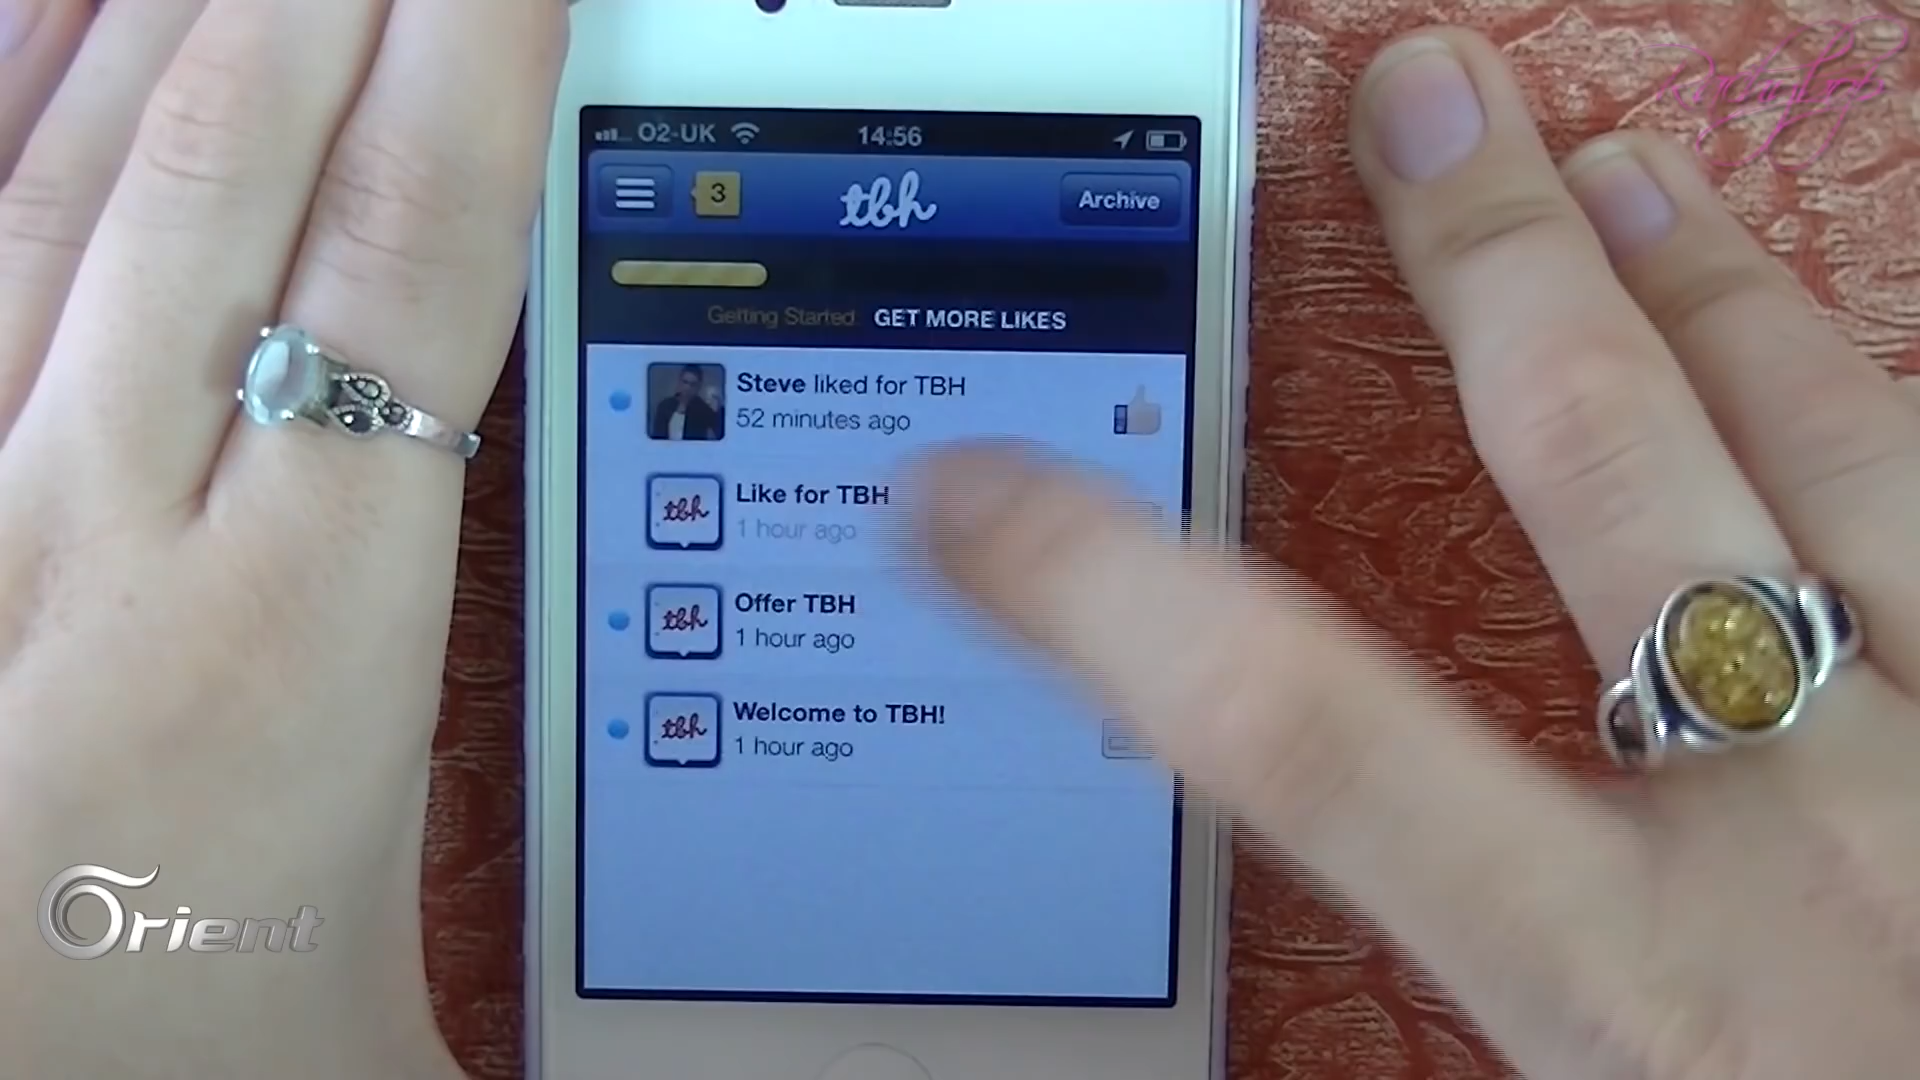 O2-UK
14:56
3
tbh
Archive
Getting Started GET MORE LIKES
Steve liked for TBH
52 minutes ago
tbh
Like for TBH
1 hour ago
tbh
Offer TBH
1 hour ago
tbh
Welcome to TBH!
1 hour ago
Orient